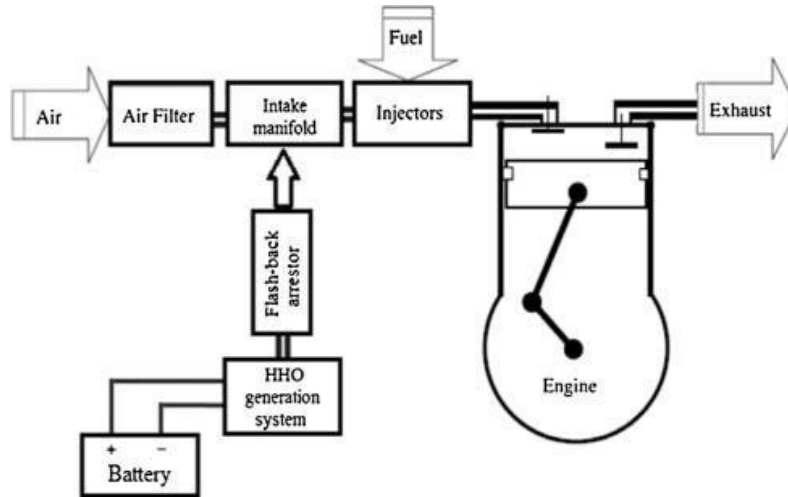 Fuel
Air
Air Filter
Intake
manifold
Injectors
Exhaust
Flash-back
arrestor
HHO
generation
system
Engine
+ −
Battery